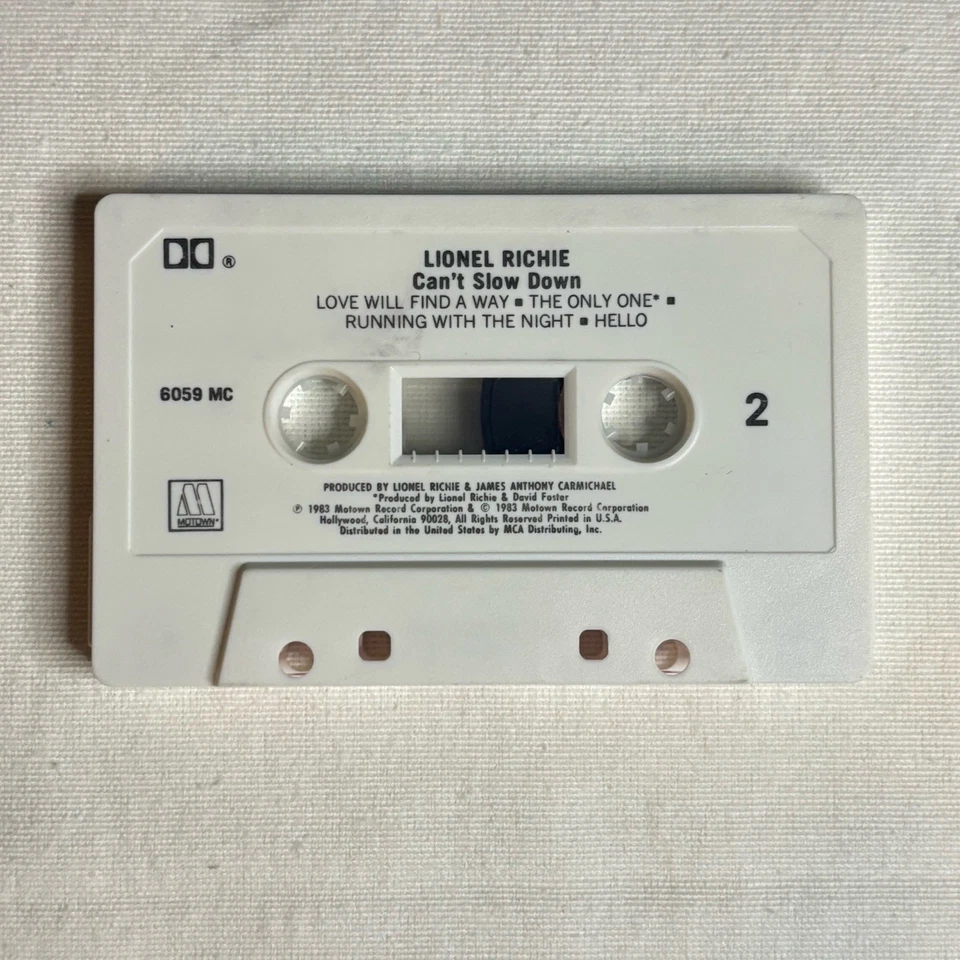 ®
LIONEL RICHIE
Can't Slow Down
LOVE WILL FIND A WAY ■ THE ONLY ONE* ■
RUNNING WITH THE NIGHT ■ HELLO
6059 MC
2
MOTOWN®
PRODUCED BY LIONEL RICHIE & JAMES ANTHONY CARMICHAEL
*Produced by Lionel Richie & David Foster
℗ 1983 Motown Record Corporation & © 1983 Motown Record Corporation
Hollywood, California 90028, All Rights Reserved Printed in U.S.A.
Distributed in the United States by MCA Distributing, Inc.